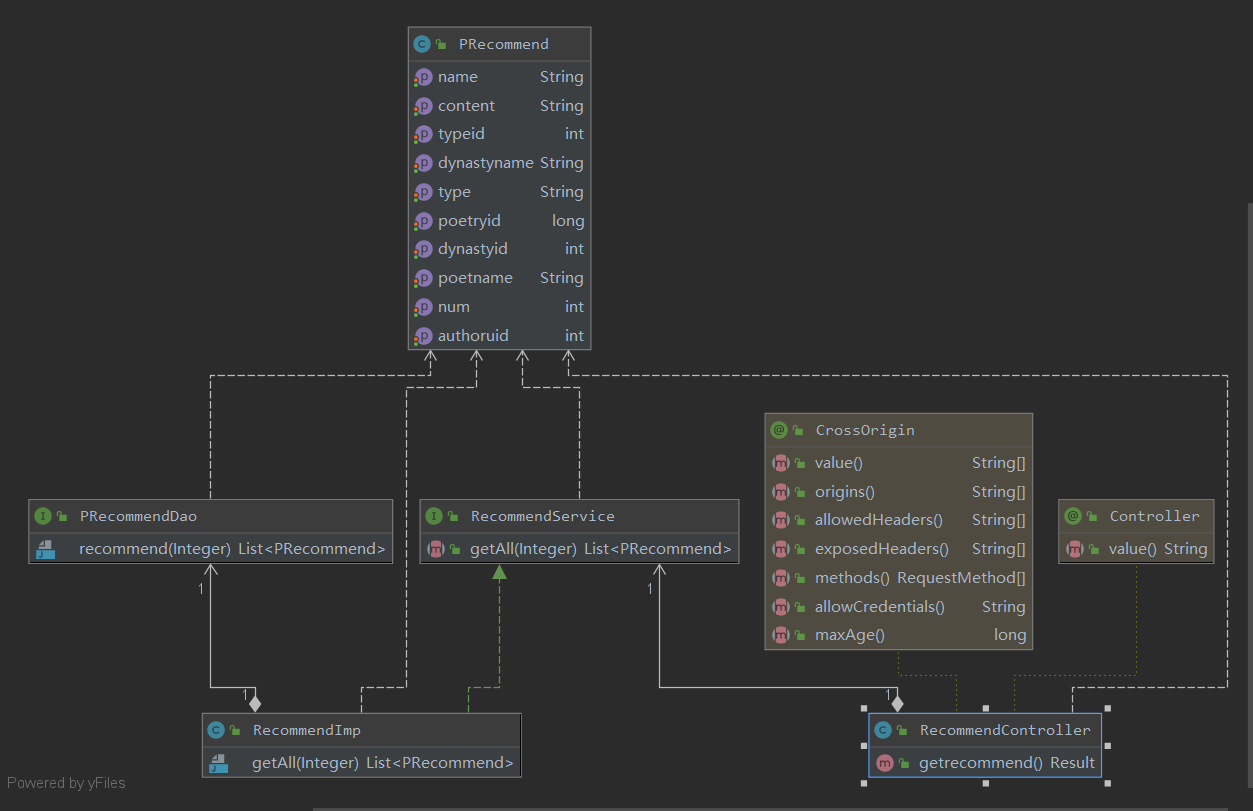 PRecommend
name String
content String
typeid int
dynastyname String
type String
poetryid long
dynastyid int
poetname String
num int
authoruid int
CrossOrigin
value() String[]
origins() String[]
allowedHeaders() String[]
exposedHeaders() String[]
methods() RequestMethod[]
allowCredentials() String
maxAge() long
PRecommendDao
recommend(Integer) List<PRecommend>
RecommendService
getAll(Integer) List<PRecommend>
Controller
value() String
1
1
1
1
RecommendImp
getAll(Integer) List<PRecommend>
RecommendController
getrecommend() Result
Powered by yFiles